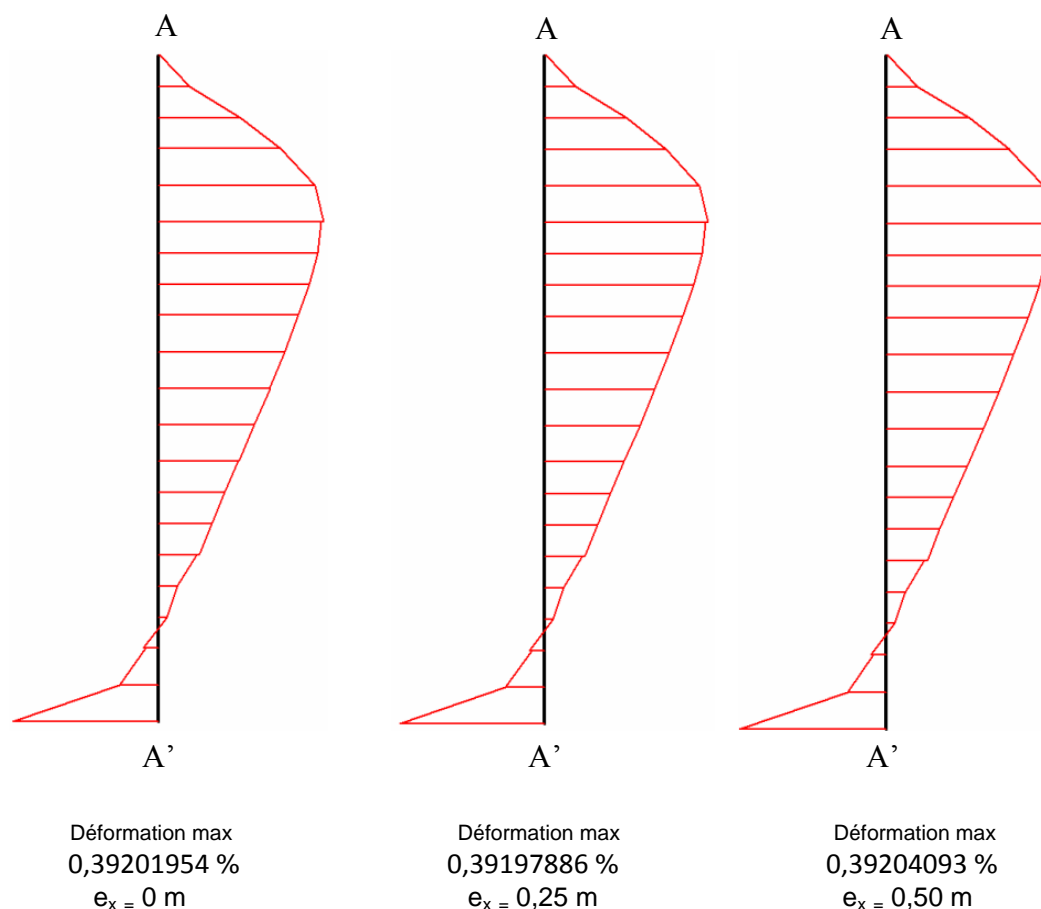 A A A
A’ A’ A’
Déformation max Déformation max Déformation max
0,39201954 % 0,39197886 % 0,39204093 %
eₓ = 0 m eₓ = 0,25 m eₓ = 0,50 m